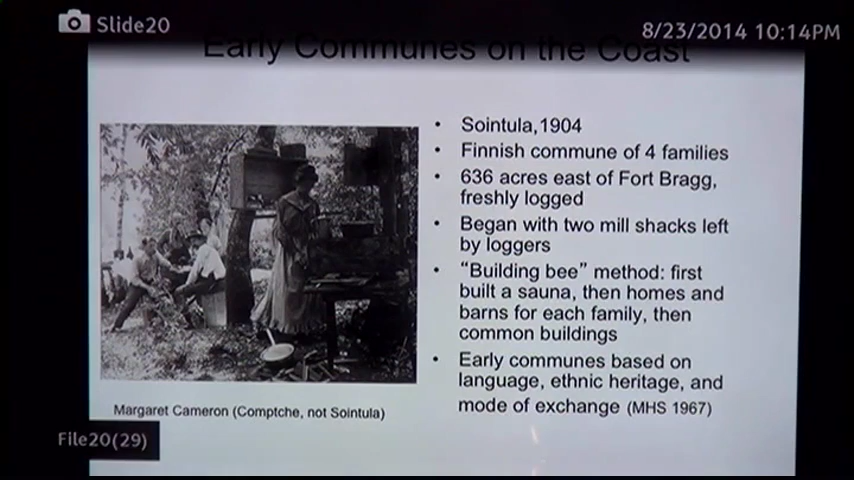 Slide20
8/23/2014 10:14PM
Early Communes on the Coast
• Sointula,1904
• Finnish commune of 4 families
• 636 acres east of Fort Bragg,
freshly logged
• Began with two mill shacks left
by loggers
• “Building bee” method: first
built a sauna, then homes and
barns for each family, then
common buildings
• Early communes based on
language, ethnic heritage, and
mode of exchange (MHS 1967)
Margaret Cameron (Comptche, not Sointula)
File20(29)